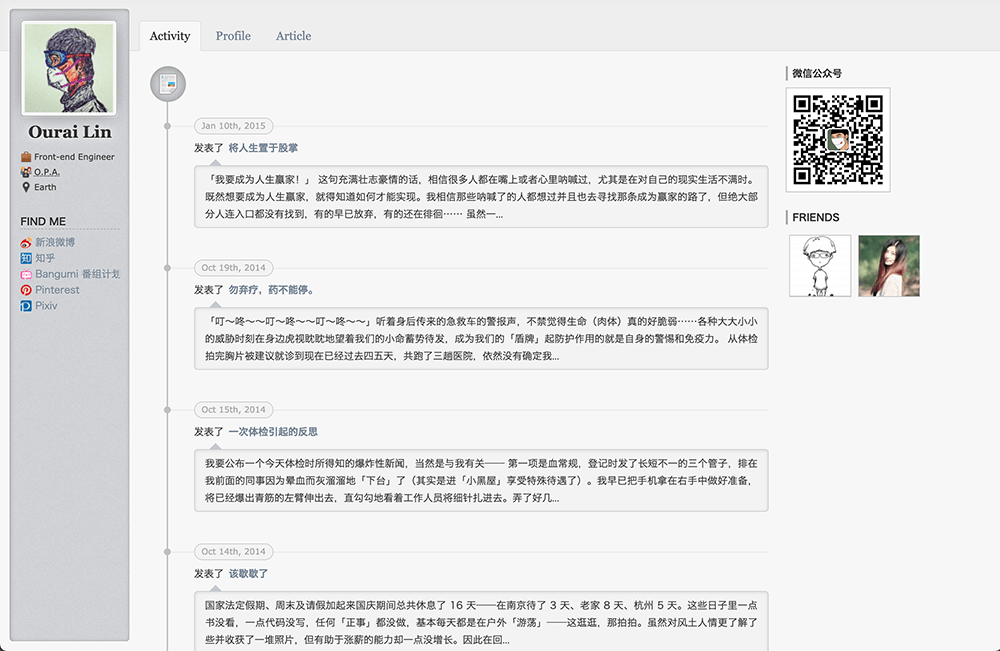 Activity
Profile
Article
Ourai Lin
Front-end Engineer
O.P.A.
Earth
FIND ME
新浪微博
知乎
Bangumi 番组计划
Pinterest
Pixiv
Jan 10th, 2015
发表了 将人生置于股掌
「我要成为人生赢家！」 这句充满壮志豪情的话，相信很多人都在嘴上或者心里呐喊过，尤其是在对自己的现实生活不满时。
既然想要成为人生赢家，就得知道如何才能实现。我相信那些呐喊了的人都想过并且也去寻找那条成为赢家的路了，但绝大部
分人连入口都没有找到，有的早已放弃，有的还在徘徊…… 虽然一...
Oct 19th, 2014
发表了 勿弃疗，药不能停。
「叮～咚～～叮～咚～～叮～咚～～」听着身后传来的急救车的警报声，不禁觉得生命（肉体）真的好脆弱……各种大大小小
的威胁时刻在身边虎视眈眈地望着我们的小命蓄势待发，成为我们的「盾牌」起防护作用的就是自身的警惕和免疫力。 从体检
拍完胸片被建议就诊到现在已经过去四五天，共跑了三趟医院，依然没有确定我...
Oct 15th, 2014
发表了 一次体检引起的反思
我要公布一个今天体检时所得知的爆炸性新闻，当然是与我有关—— 第一项是血常规，登记时发了长短不一的三个管子，排在
我前面的同事因为晕血而灰溜溜地「下台」了（其实是进「小黑屋」享受特殊待遇了）。我早已把手机拿在右手中做好准备，
将已经爆出青筋的左臂伸出去，直勾勾地看着工作人员将细针扎进去。弄了好几...
Oct 14th, 2014
发表了 该歇歇了
国家法定假期、周末及请假加起来国庆期间总共休息了 16 天——在南京待了 3 天、老家 8 天、杭州 5 天。这些日子里一点
书没看，一点代码没写，任何「正事」都没做，基本每天都是在户外「游荡」——这逛逛，那拍拍。虽然对风土人情更了解了
些并收获了一堆照片，但有助于涨薪的能力却一点没增长。因此在回...
微信公众号
FRIENDS